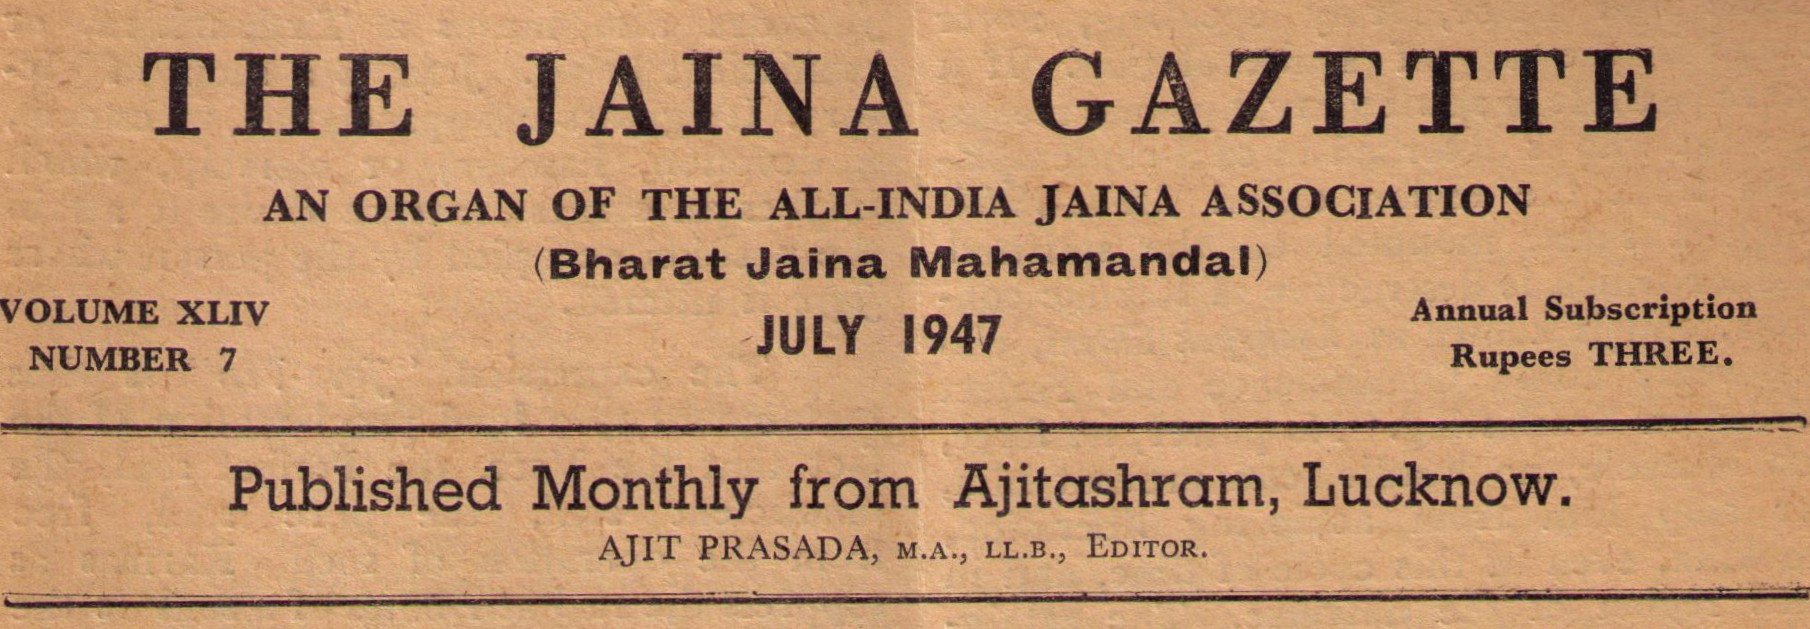 THE JAINA GAZETTE
AN ORGAN OF THE ALL-INDIA JAINA ASSOCIATION
(Bharat Jaina Mahamandal)
VOLUME XLIV
NUMBER 7
JULY 1947
Annual Subscription
Rupees THREE.
Published Monthly from Ajitashram, Lucknow.
AJIT PRASADA, M.A., LL.B., EDITOR.